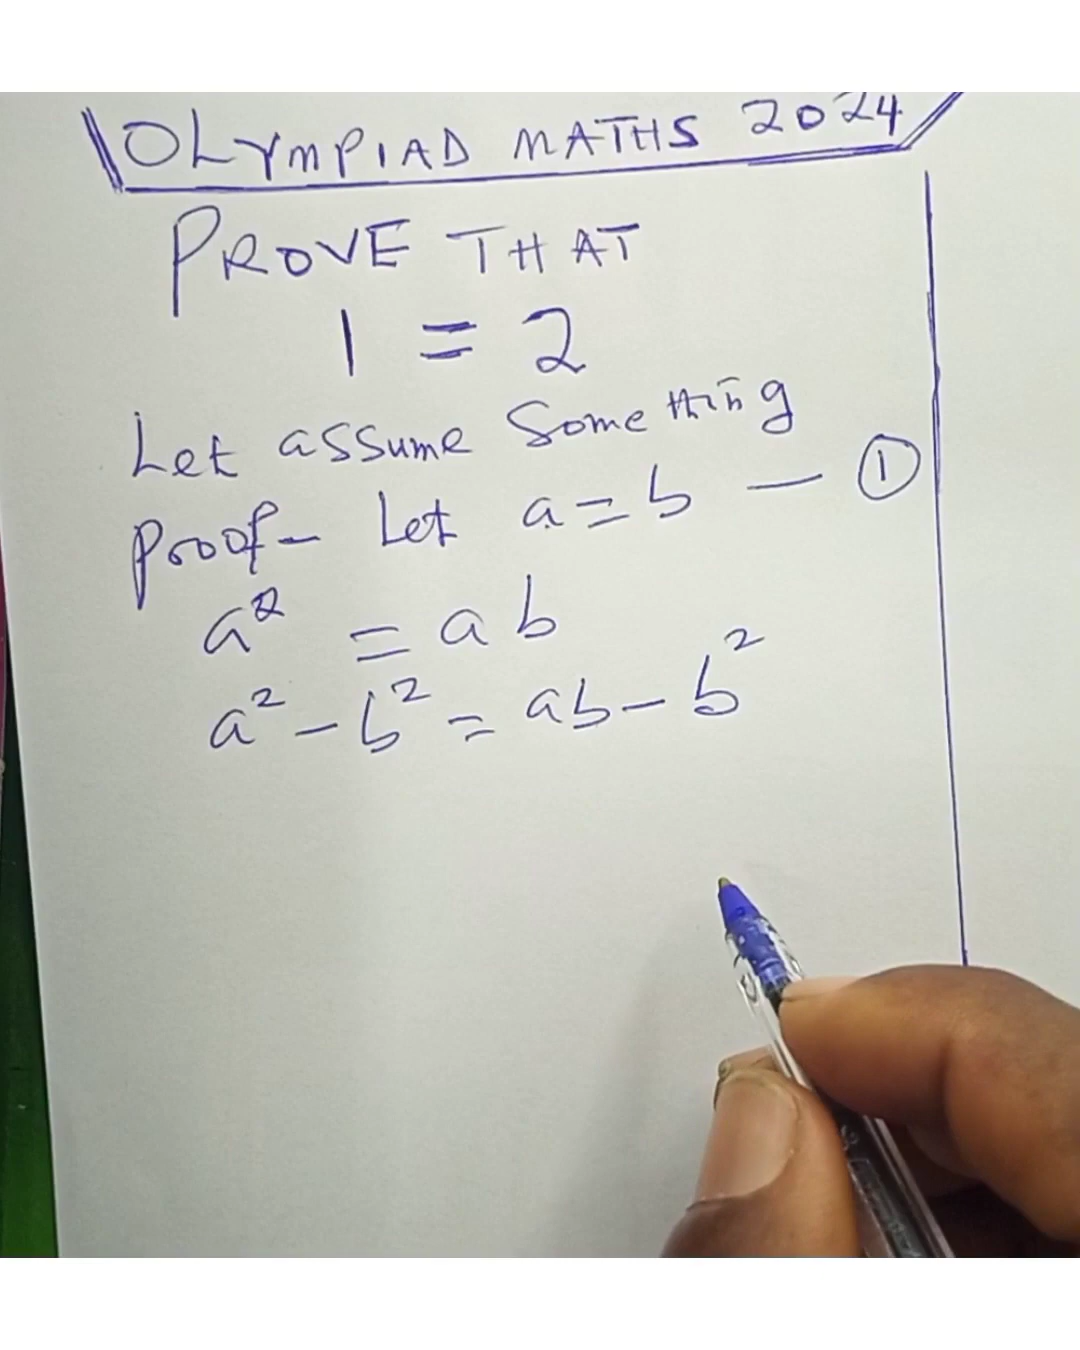 OLYMPIAD MATHS 2024
PROVE THAT
1 = 2
Let assume Something
Proof- Let a=b — ①
a² = ab
a²-b² = ab-b²